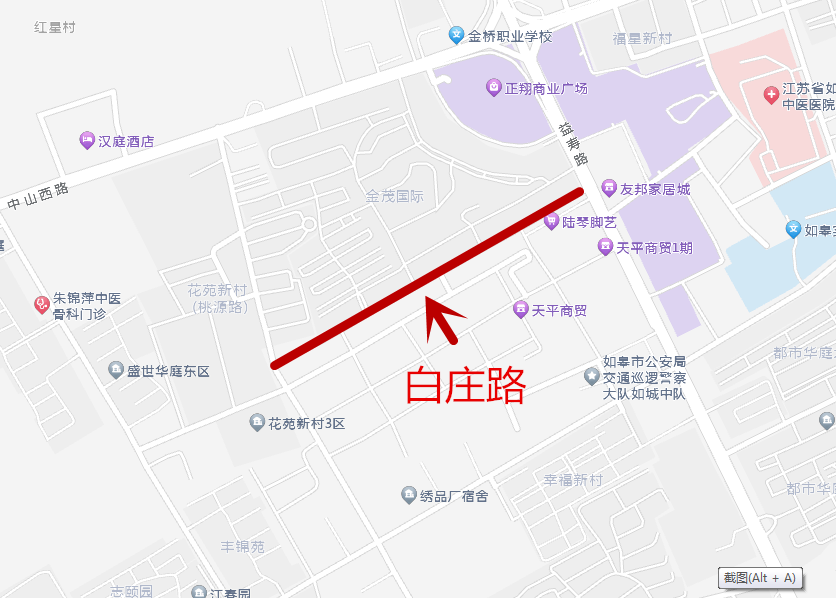 红星村
金桥职业学校
福星新村
正翔商业广场
江苏省如
中医医院
益寿路
汉庭酒店
中山西路
金茂国际
友邦家居城
陆琴脚艺
如皋实
天平商贸1期
花苑新村
(桃源路)
朱锦萍中医
骨科门诊
天平商贸
盛世华庭东区
白庄路
如皋市公安局
交通巡逻警察
大队如城中队
都市华庭
花苑新村3区
幸福新村
都市华庭
绣品厂宿舍
丰锦苑
截图(Alt + A)
志颐园
江春园